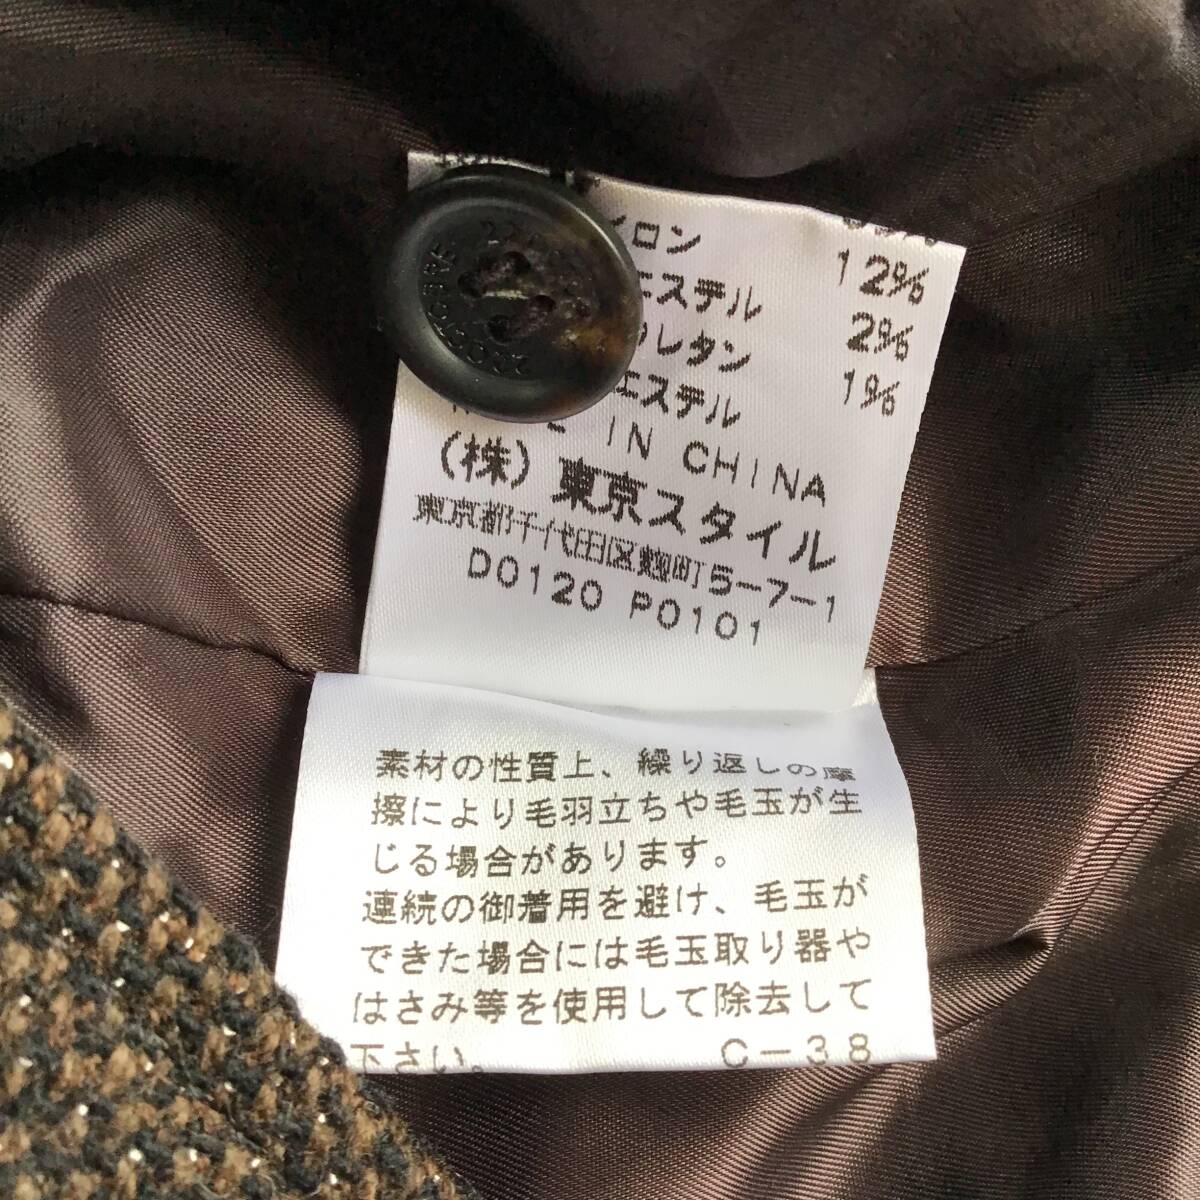 イロン 12%
エステル 2%
レタン 1%
エステル
IN CHINA
(株)東京スタイル
東京都千代田区麹町5-7-1
D0120 P0101
素材の性質上、繰り返しの摩
擦により毛羽立ちや毛玉が生
じる場合があります。
連続の御着用を避け、毛玉が
できた場合には毛玉取り器や
はさみ等を使用して除去して
下さい。 C-38